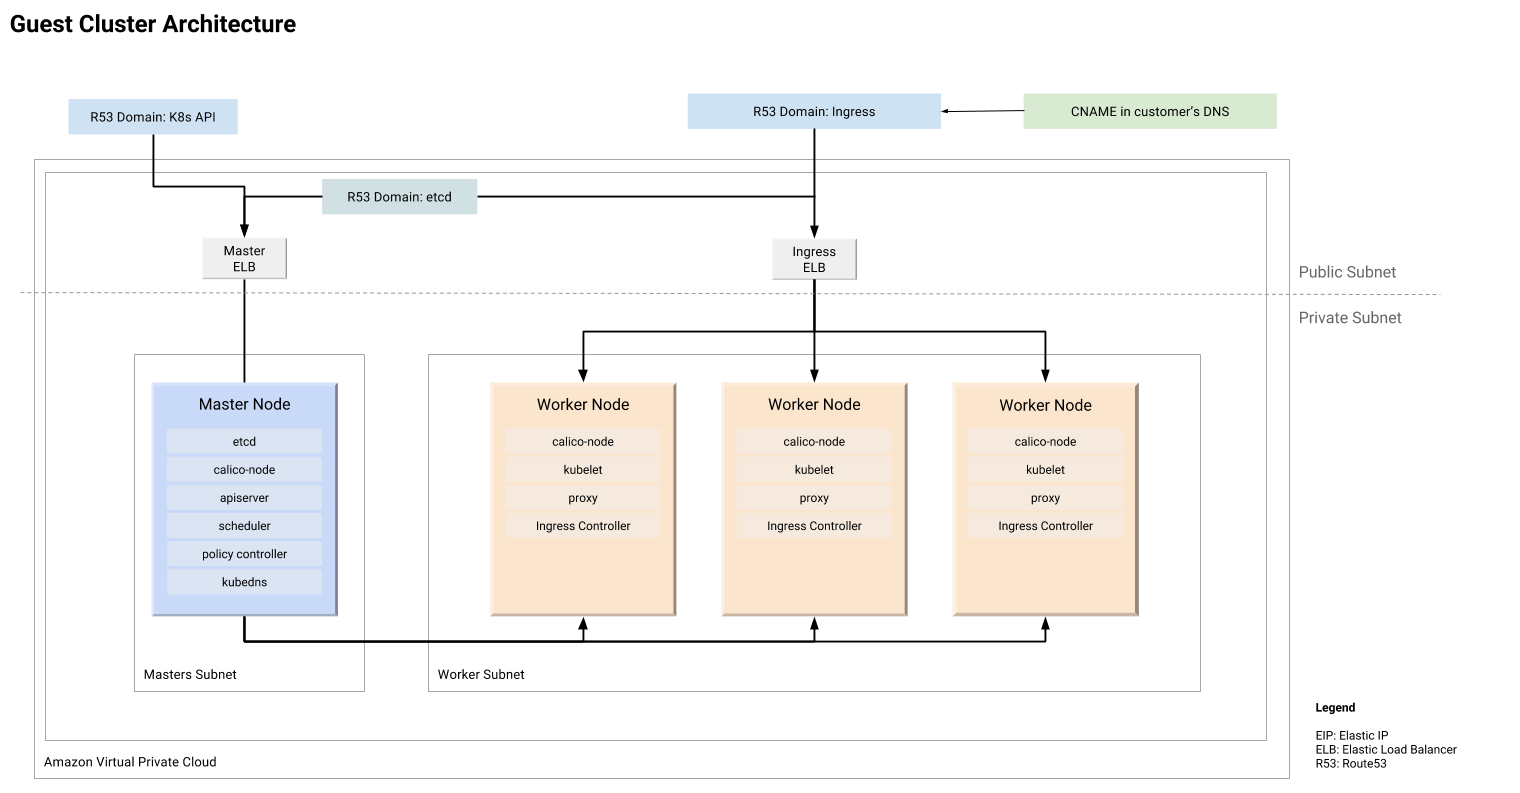 Guest Cluster Architecture
R53 Domain: K8s API
R53 Domain: Ingress
CNAME in customer's DNS
R53 Domain: etcd
Master
ELB
Ingress
ELB
Public Subnet
Private Subnet
Master Node
etcd
calico-node
apiserver
scheduler
policy controller
kubedns
Worker Node
calico-node
kubelet
proxy
Ingress Controller
Worker Node
calico-node
kubelet
proxy
Ingress Controller
Worker Node
calico-node
kubelet
proxy
Ingress Controller
Masters Subnet
Worker Subnet
Amazon Virtual Private Cloud
Legend
EIP: Elastic IP
ELB: Elastic Load Balancer
R53: Route53